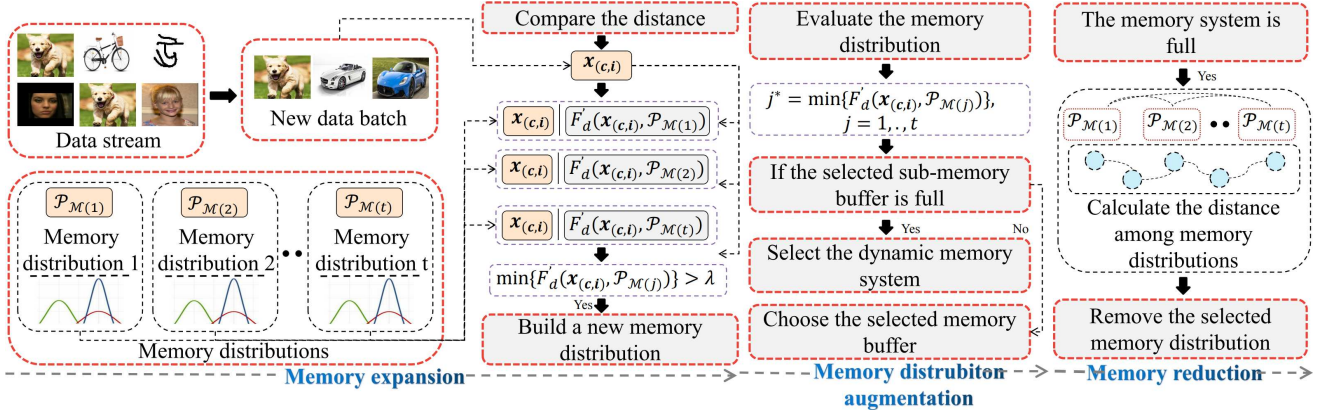 Data stream
New data batch
𝒫ℳ(1)
Memory
distribution 1
𝒫ℳ(2)
Memory
distribution 2
••
𝒫ℳ(t)
Memory
distribution t
Memory distributions
Compare the distance
x(c,i)
x(c,i) F′d(x(c,i), 𝒫ℳ(1))
x(c,i) F′d(x(c,i), 𝒫ℳ(2))
x(c,i) F′d(x(c,i), 𝒫ℳ(t))
min{F′d(x(c,i), 𝒫ℳ(j))} > λ
Yes
Build a new memory
distribution
Memory expansion
Evaluate the memory
distribution
j* = min{F′d(x(c,i), 𝒫ℳ(j))},
j = 1,.,t
If the selected sub-memory
buffer is full
Yes
No
Select the dynamic memory
system
Choose the selected memory
buffer
Memory distrubiton
augmentation
The memory system is
full
Yes
𝒫ℳ(1) 𝒫ℳ(2) •• 𝒫ℳ(t)
Calculate the distance
among memory
distributions
Remove the selected
memory distribution
Memory reduction